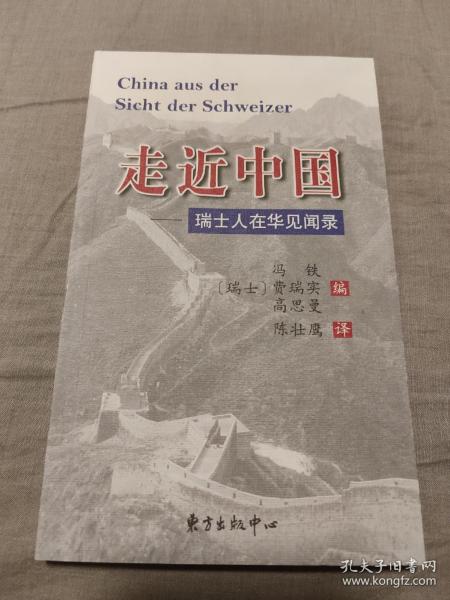 China aus der
Sicht der Schweizer
走近中国
——瑞士人在华见闻录
冯铁
〔瑞士〕费瑞实 编
高思曼
陈壮鹰 译
东方出版中心
孔夫子旧书网
www.kongfz.com